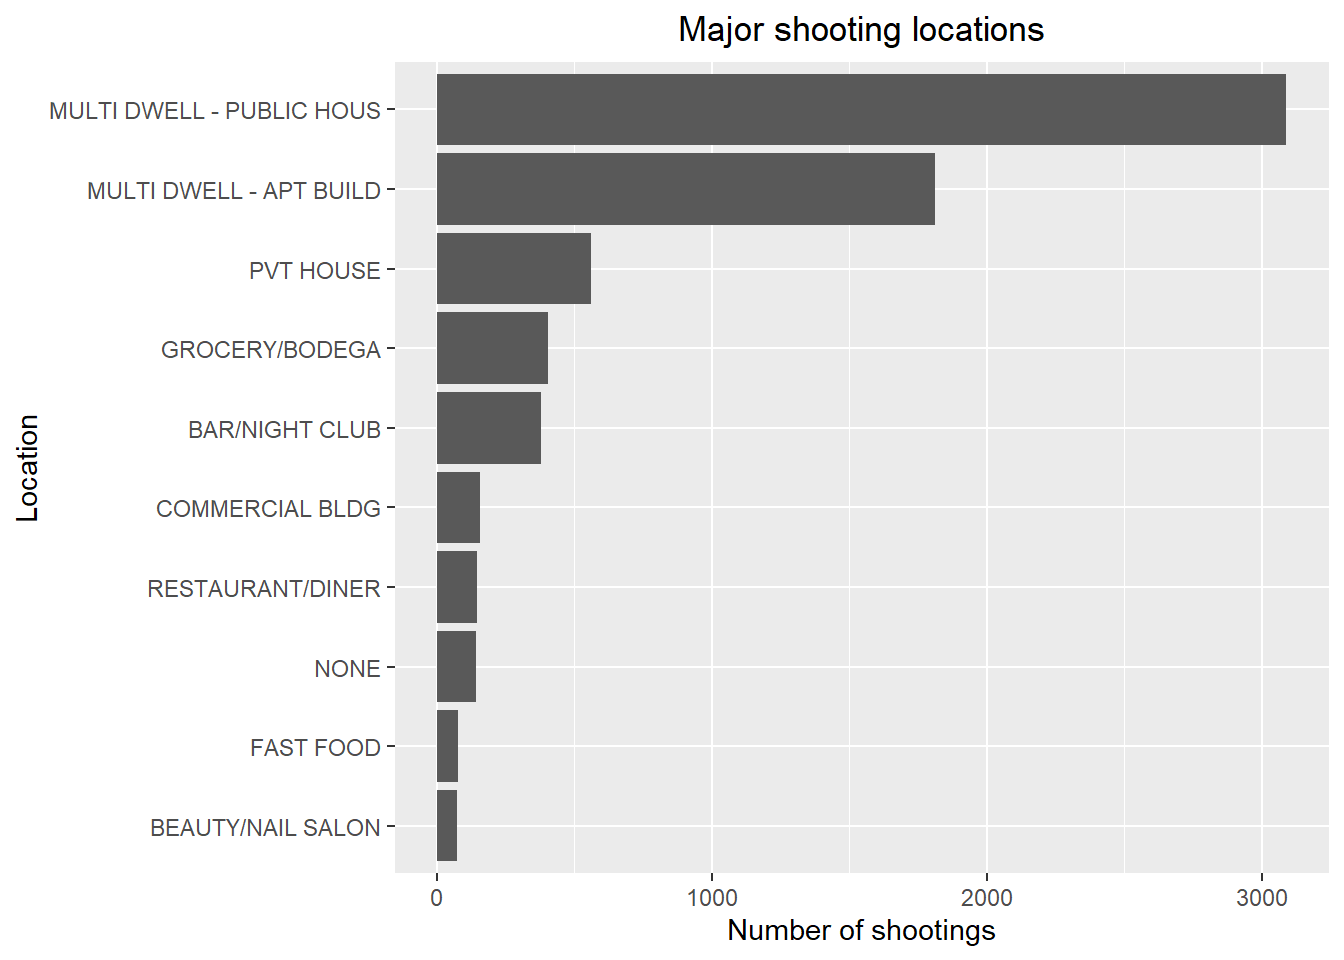 Major shooting locations
MULTI DWELL - PUBLIC HOUS
MULTI DWELL - APT BUILD
PVT HOUSE
GROCERY/BODEGA
BAR/NIGHT CLUB
COMMERCIAL BLDG
RESTAURANT/DINER
NONE
FAST FOOD
BEAUTY/NAIL SALON
Location
0 1000 2000 3000
Number of shootings